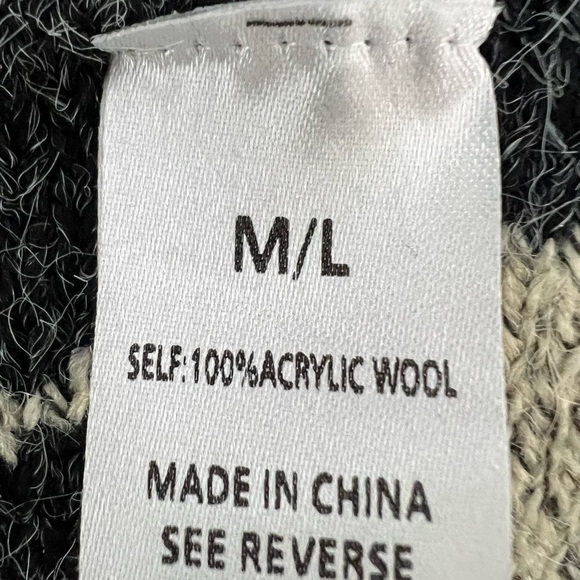 M/L
SELF:100%ACRYLIC WOOL
MADE IN CHINA
SEE REVERSE